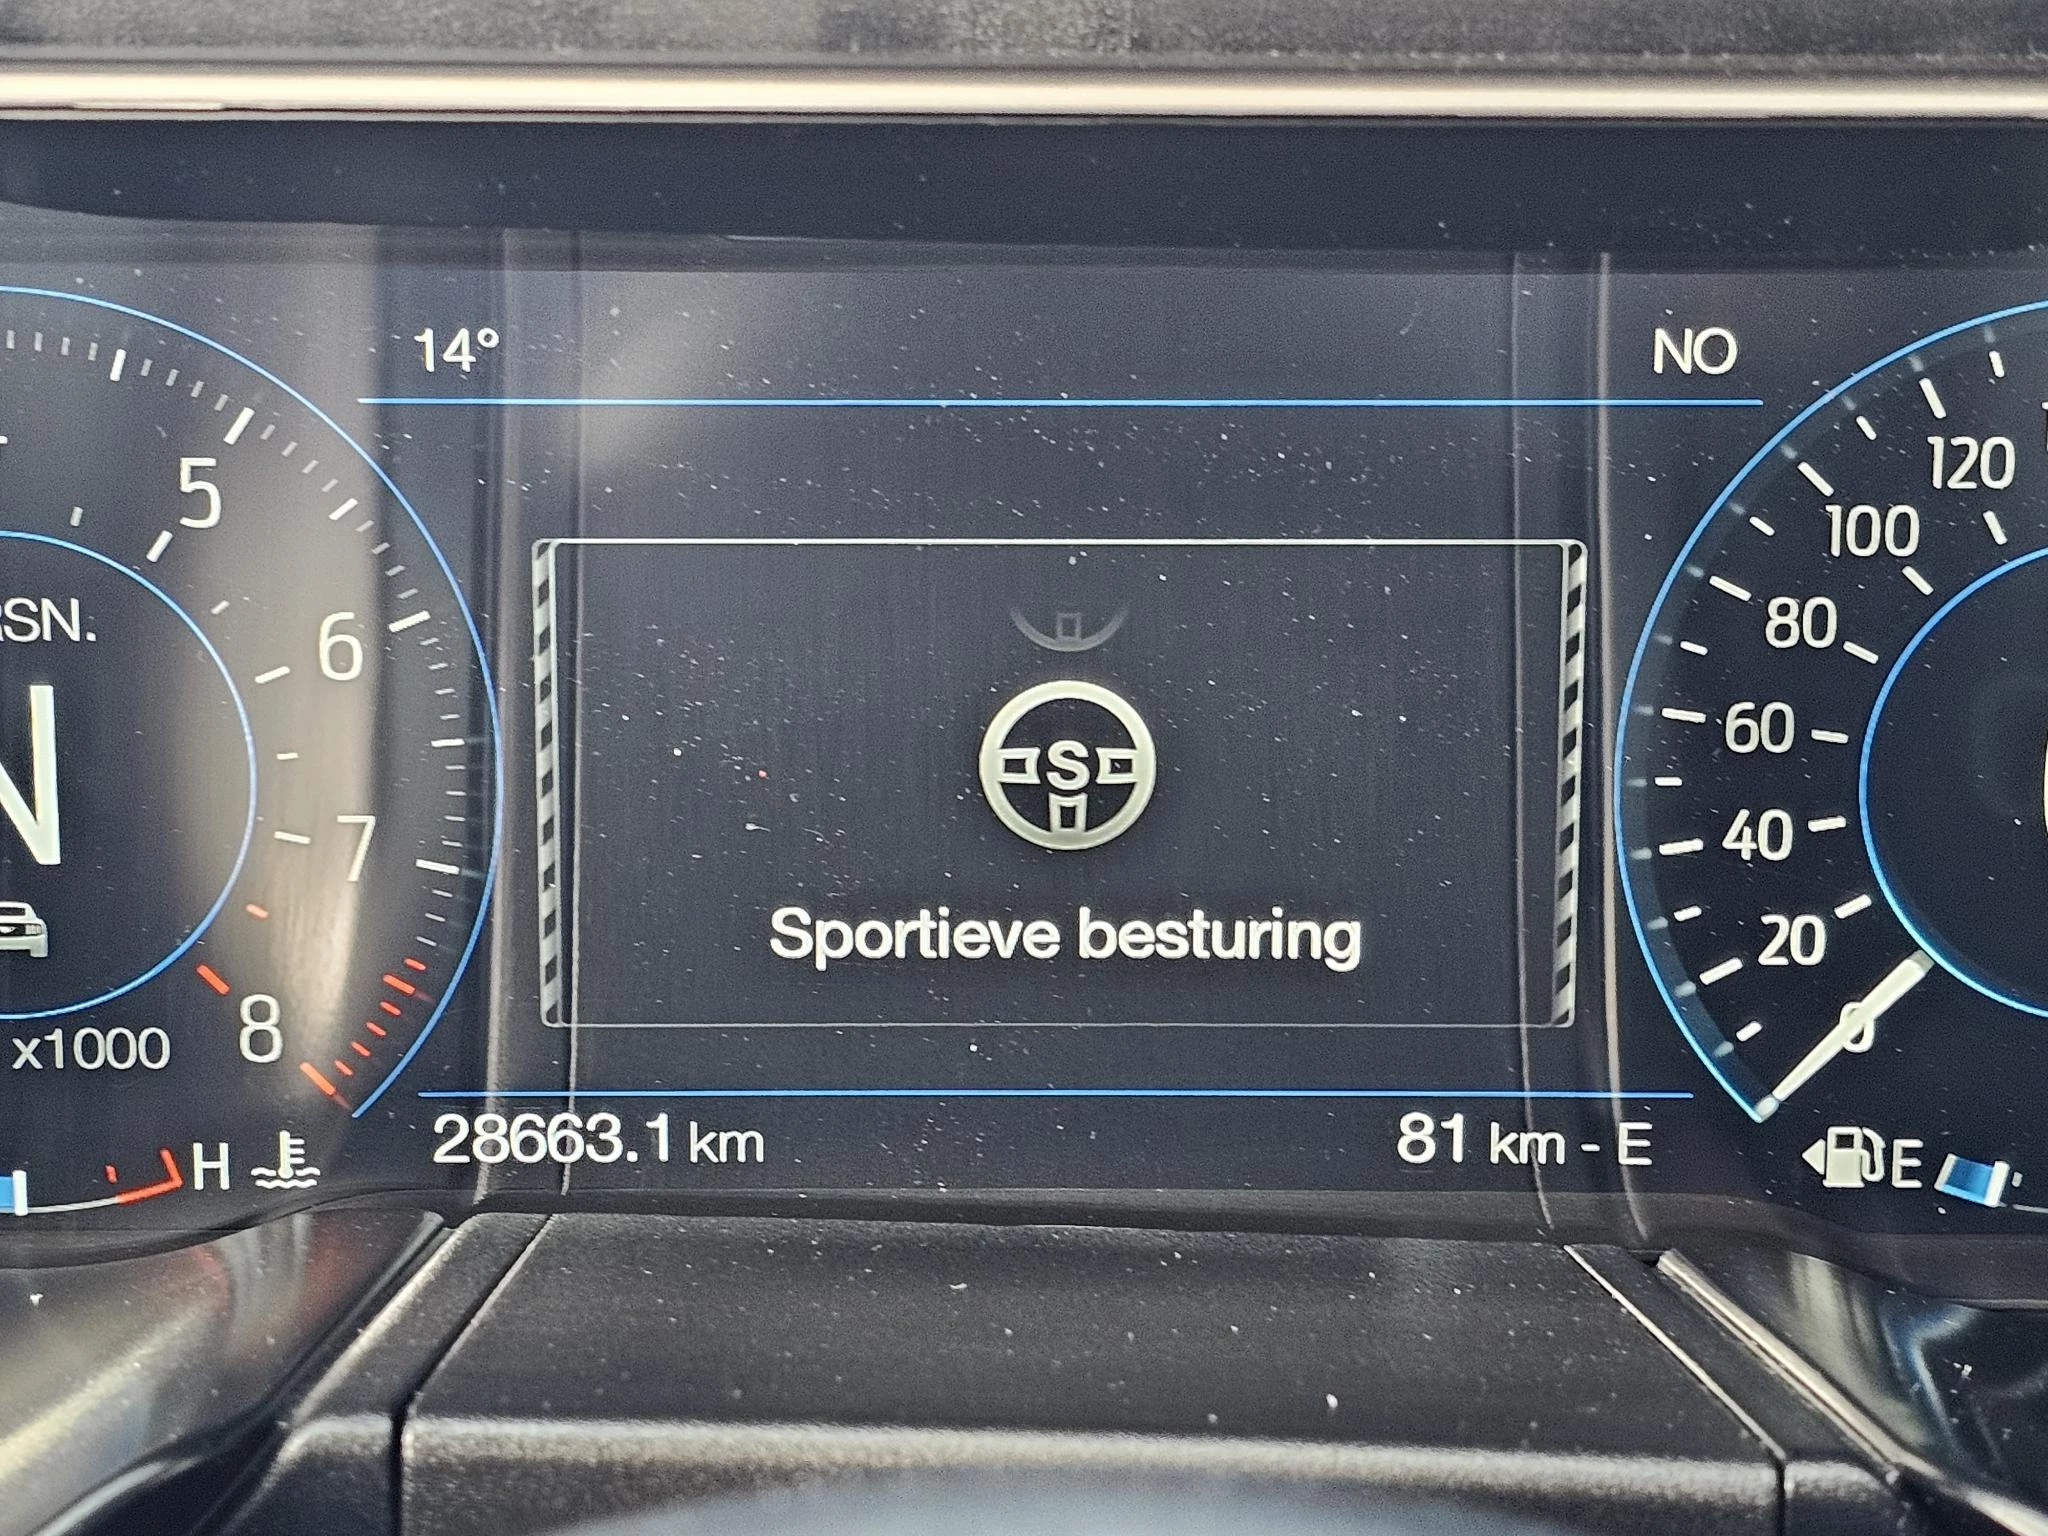 14°
NO
5
6
7
8
x1000
RSN.
N
S
Sportieve besturing
120
100
80
60
40
20
0
H
28663.1 km
81 km - E
E